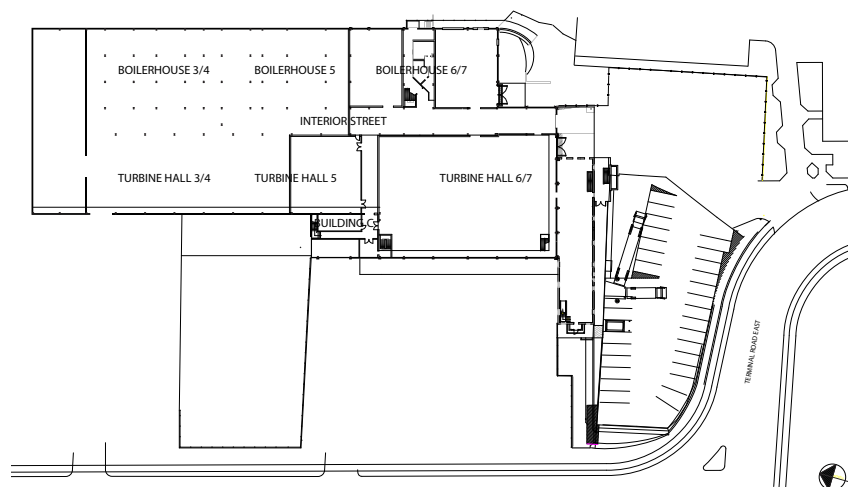 BOILERHOUSE 3/4 BOILERHOUSE 5 BOILERHOUSE 6/7
INTERIOR STREET
TURBINE HALL 3/4 TURBINE HALL 5 TURBINE HALL 6/7
BUILDING C
TERMINAL ROAD EAST